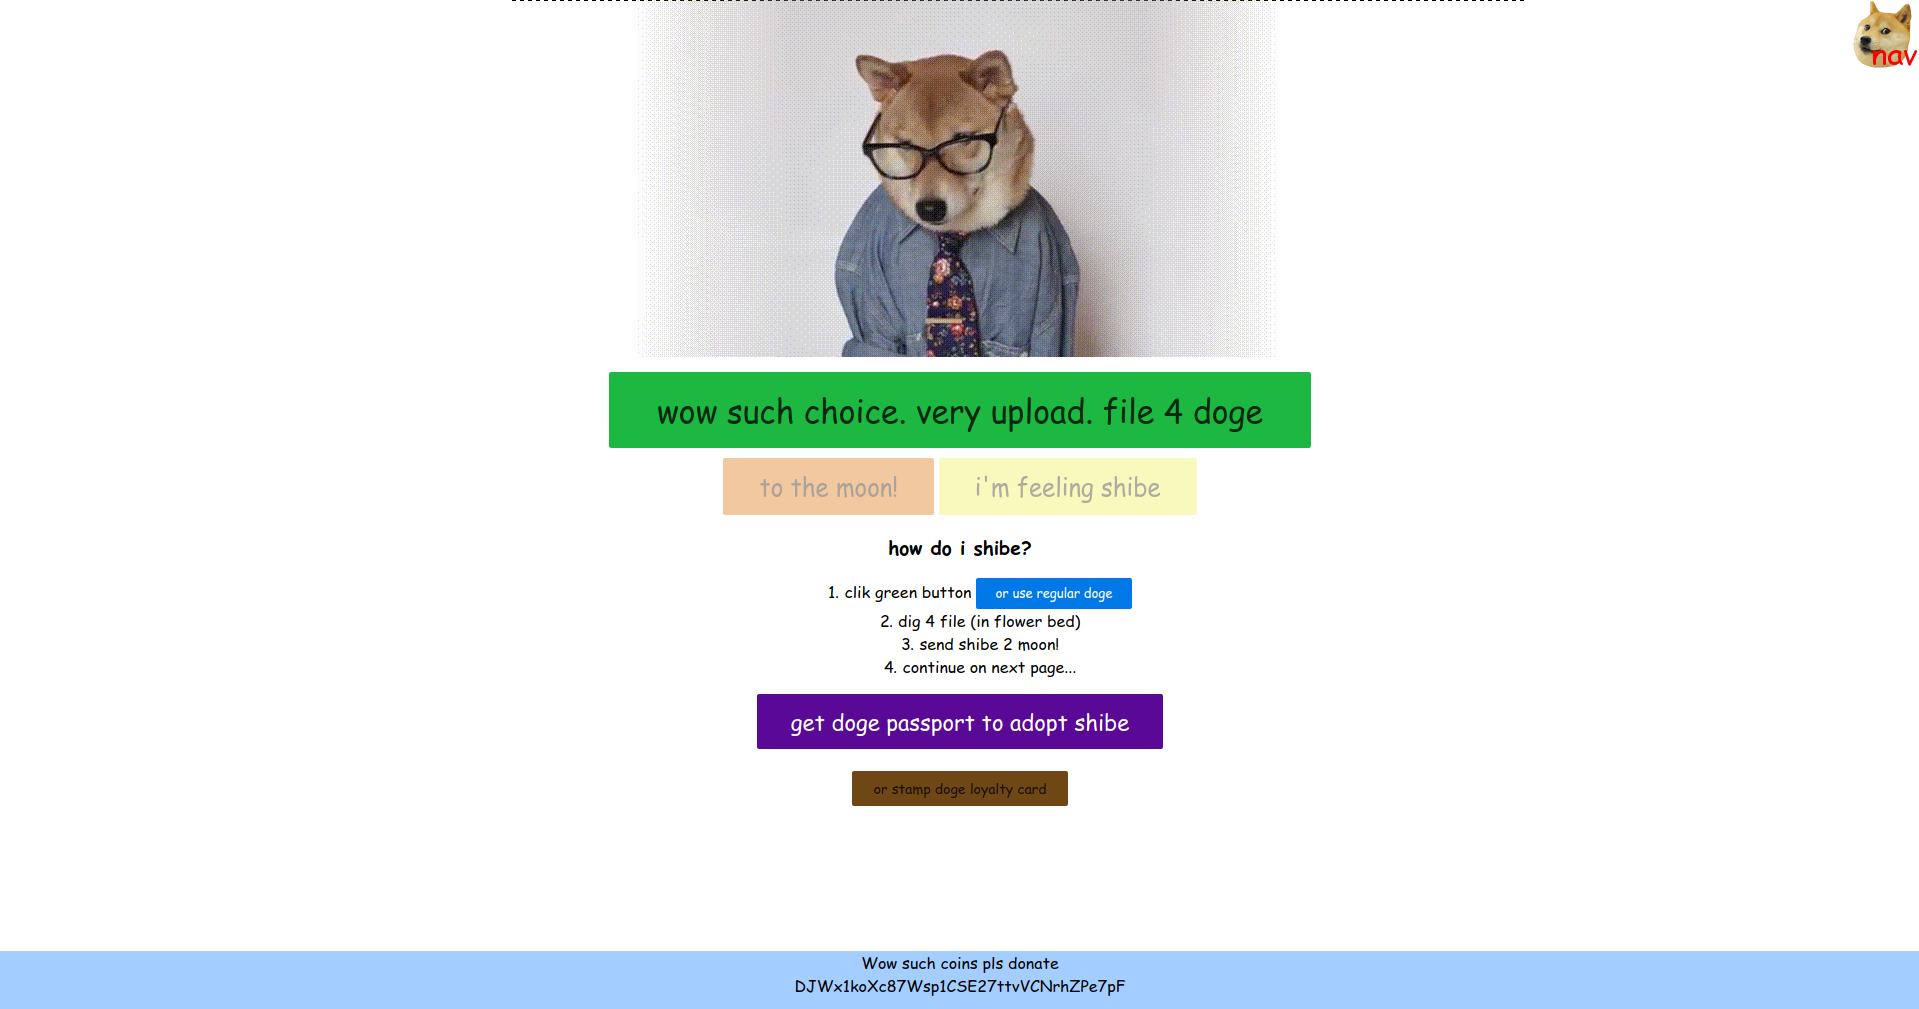 nav
wow such choice. very upload. file 4 doge
to the moon! i'm feeling shibe
how do i shibe?
1. clik green button or use regular doge
2. dig 4 file (in flower bed)
3. send shibe 2 moon!
4. continue on next page...
get doge passport to adopt shibe
or stamp doge loyalty card
Wow such coins pls donate
DJWx1koXc87Wsp1CSE27ttvVCNrhZPe7pF